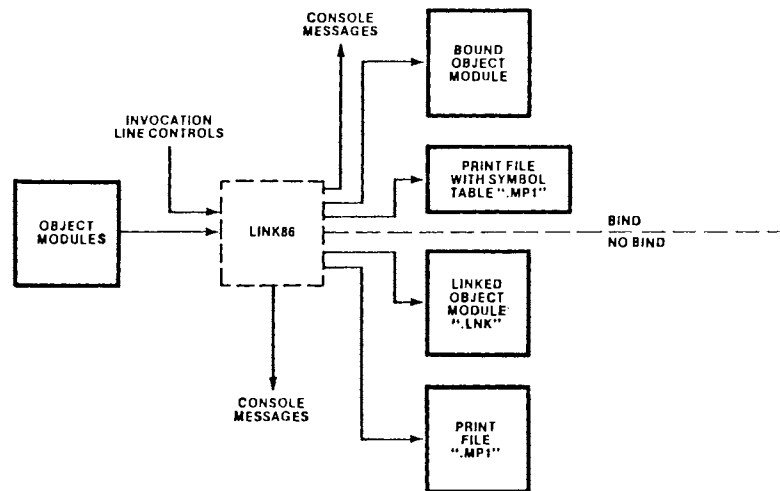 CONSOLE
MESSAGES
BOUND
OBJECT
MODULE
INVOCATION
LINE CONTROLS
PRINT FILE
WITH SYMBOL
TABLE ".MP1"
OBJECT
MODULES
LINK86
BIND
NO BIND
LINKED
OBJECT
MODULE
".LNK"
CONSOLE
MESSAGES
PRINT
FILE
".MP1"